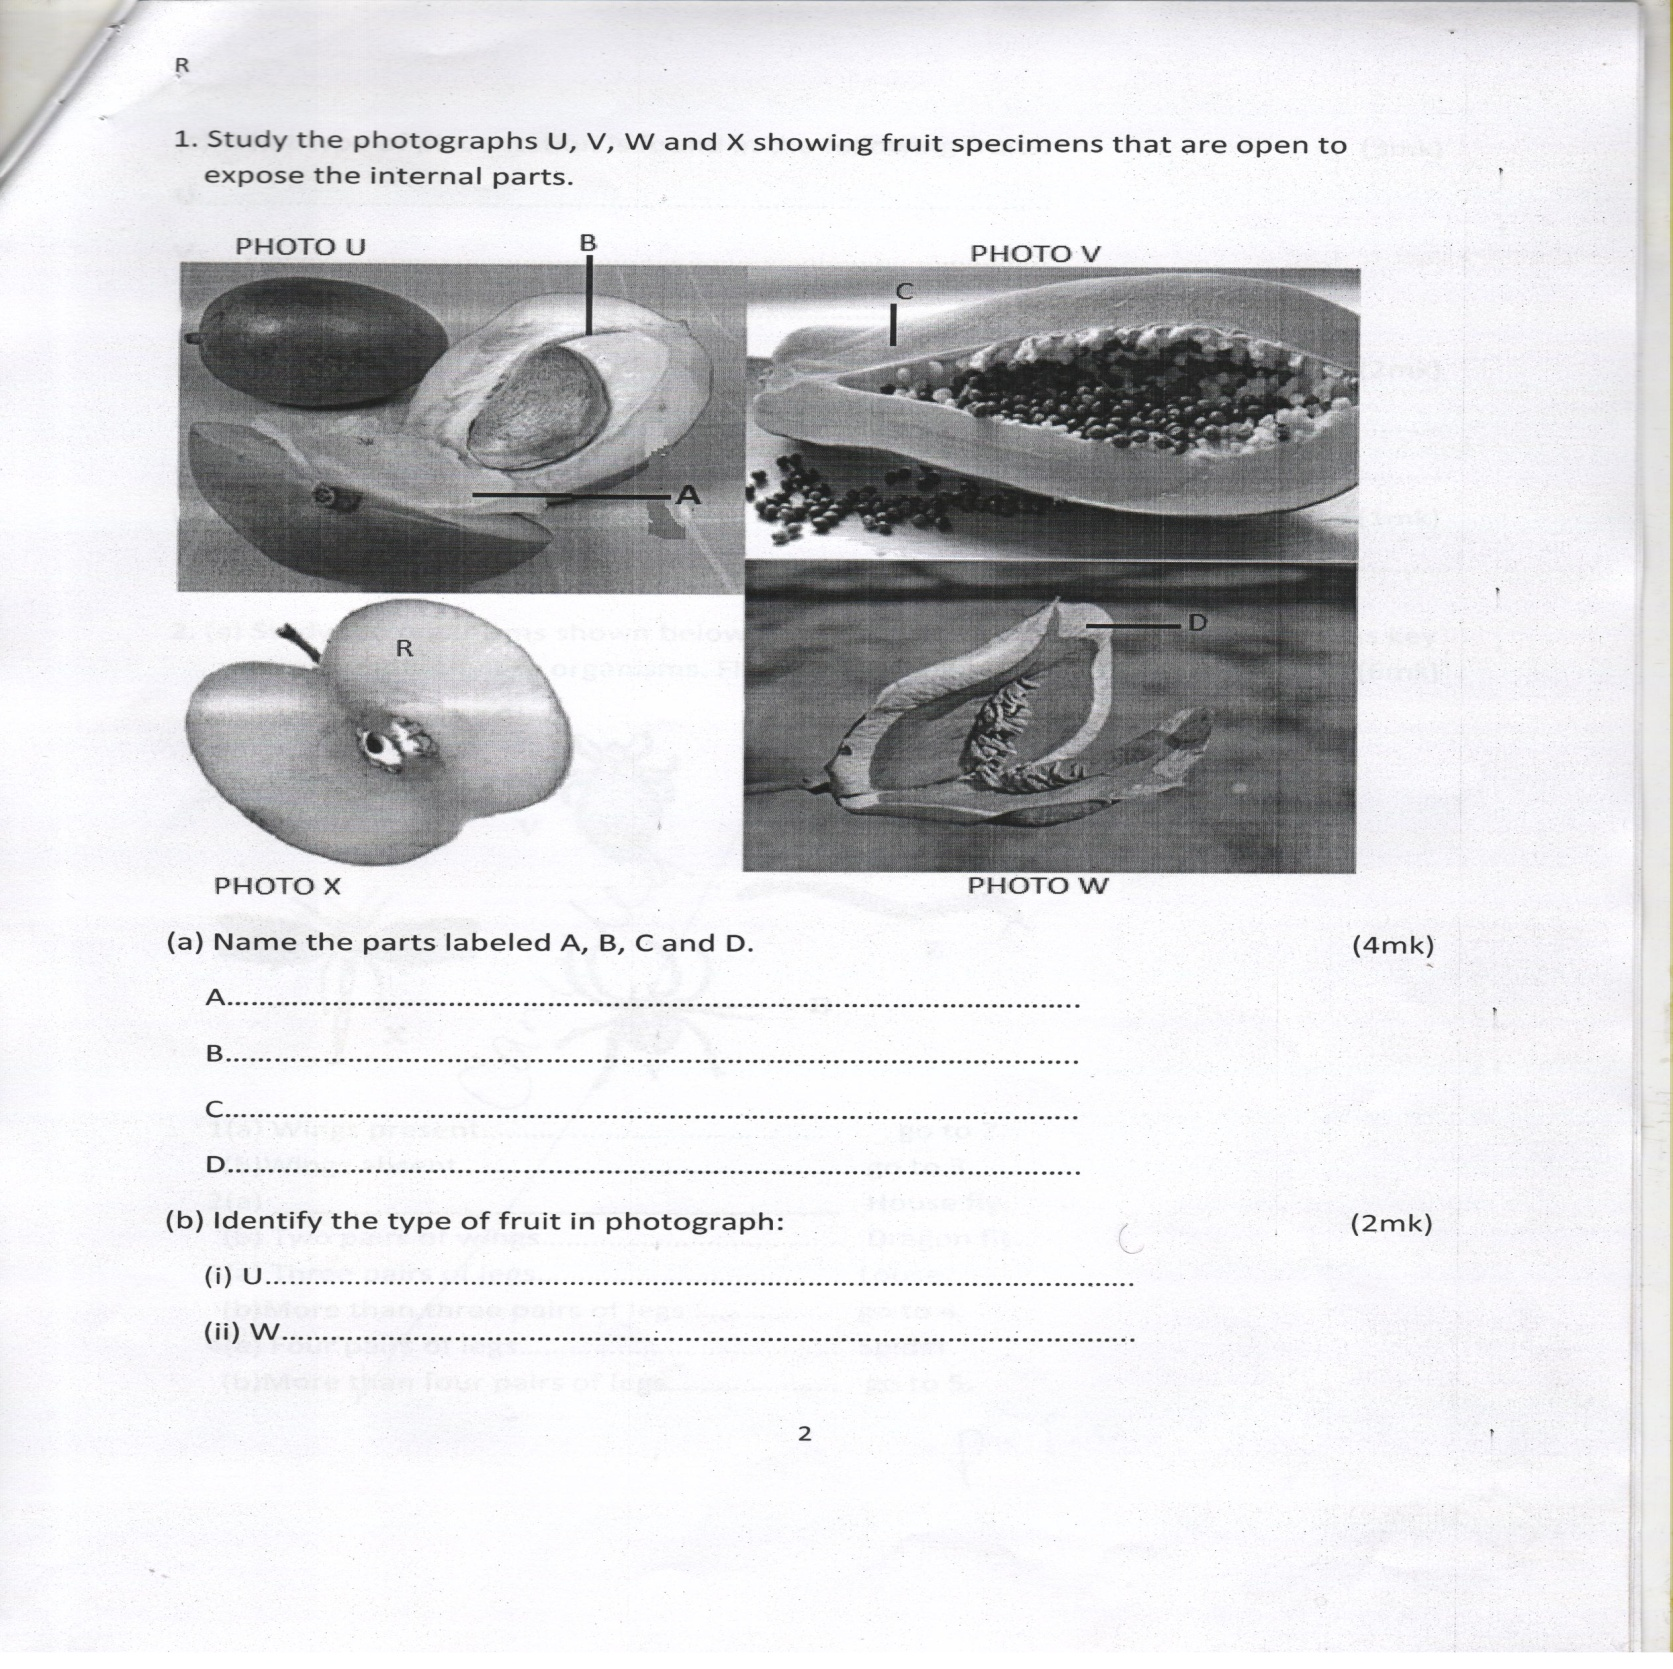 R
1. Study the photographs U, V, W and X showing fruit specimens that are open to
expose the internal parts.
PHOTO U
B
PHOTO V
C
A
D
R
PHOTO X
PHOTO W
(a) Name the parts labeled A, B, C and D. (4mk)
A..........................................................................................................
B..........................................................................................................
C..........................................................................................................
D..........................................................................................................
(b) Identify the type of fruit in photograph: (2mk)
(i) U..........................................................................................................
(ii) W..........................................................................................................
2